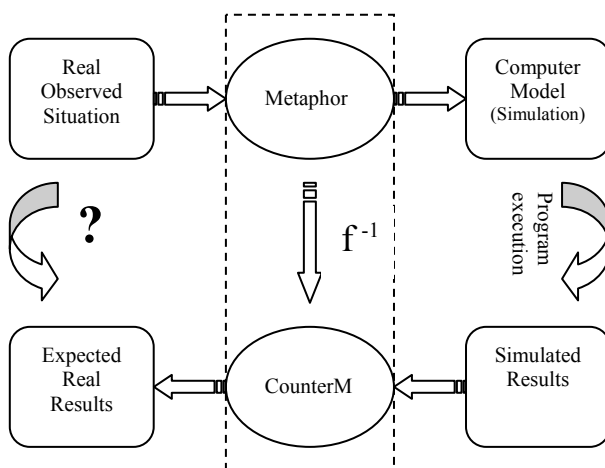 Real
Observed
Situation
Metaphor
Computer
Model
(Simulation)
?
f -1
Program
execution
Expected
Real
Results
CounterM
Simulated
Results